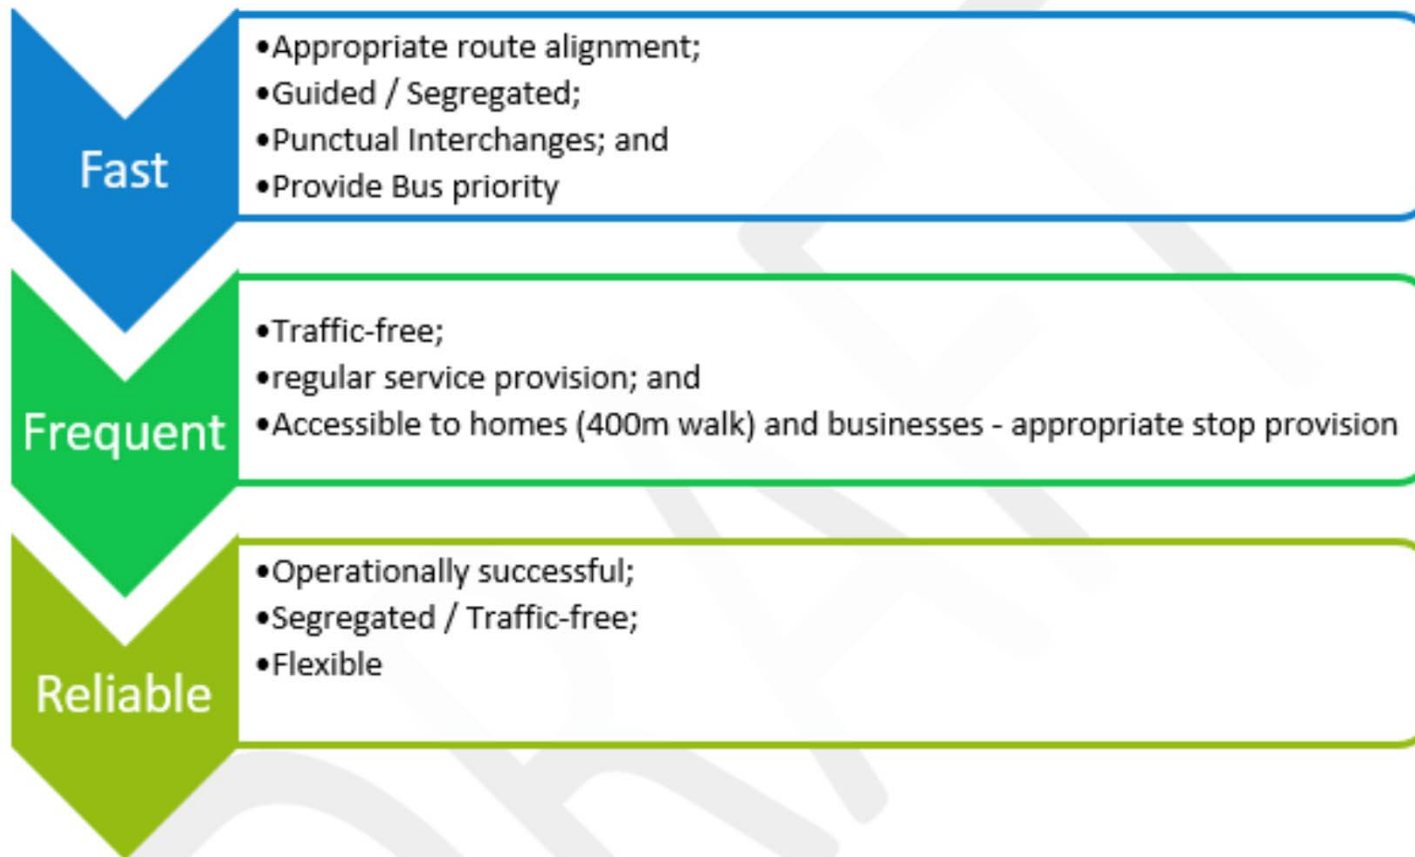 Fast
•Appropriate route alignment;
•Guided / Segregated;
•Punctual Interchanges; and
•Provide Bus priority
Frequent
•Traffic-free;
•regular service provision; and
•Accessible to homes (400m walk) and businesses - appropriate stop provision
Reliable
•Operationally successful;
•Segregated / Traffic-free;
•Flexible
DRAFT